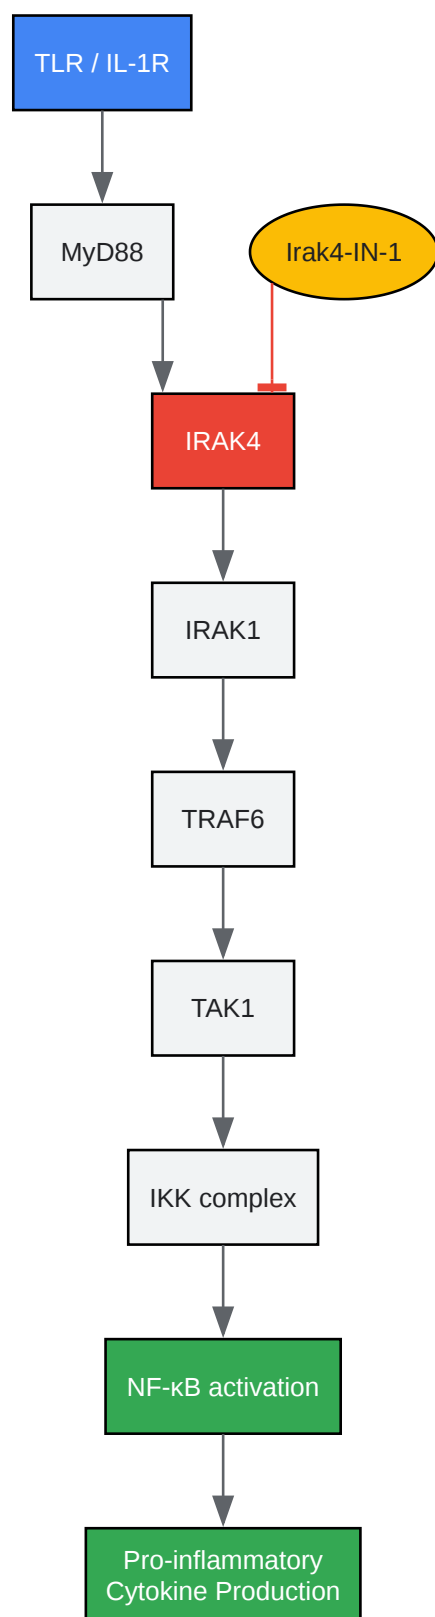 TLR / IL-1R
MyD88
Irak4-IN-1
IRAK4
IRAK1
TRAF6
TAK1
IKK complex
NF-κB activation
Pro-inflammatory
Cytokine Production